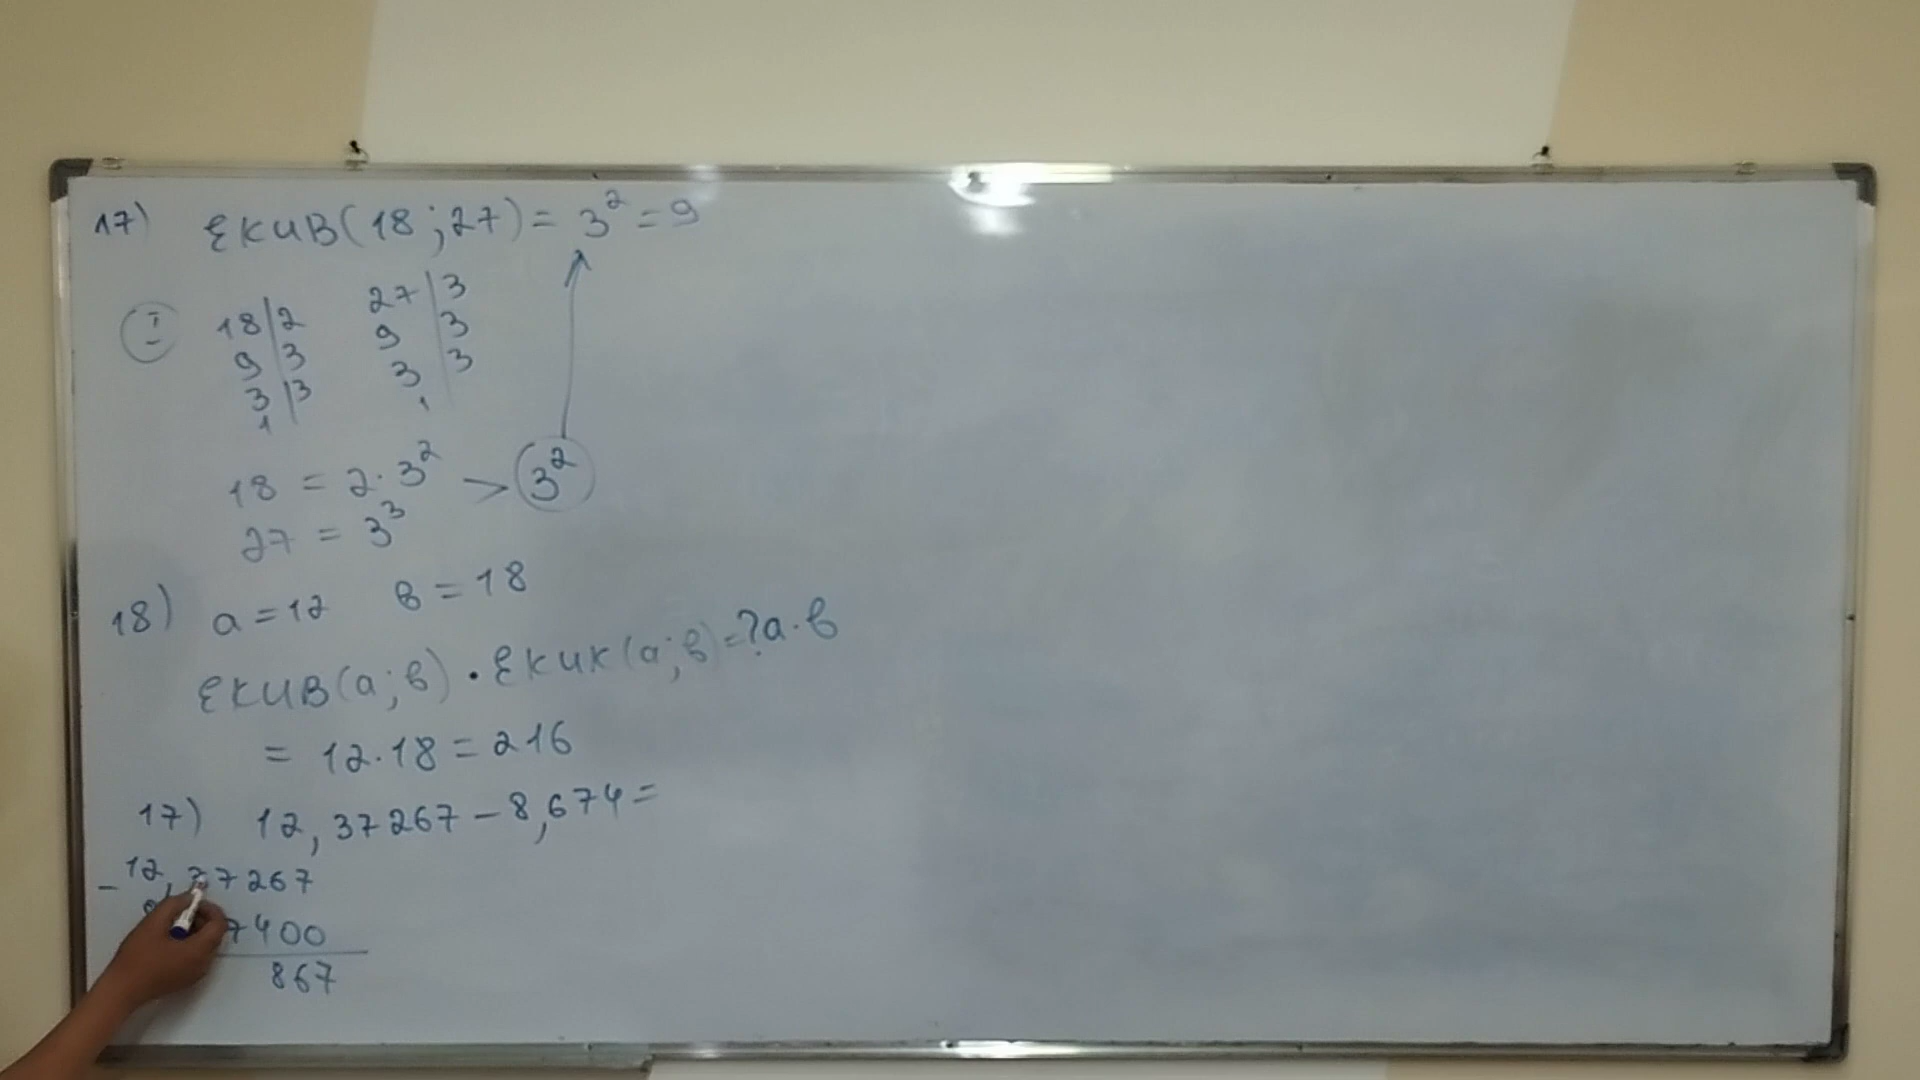 17) EKUB(18;27) = 3² = 9
I
18|2 27|3
9|3 9|3
3|3 3|3
1 1
18 = 2·3² > 3²
27 = 3³
18) a=12 b=18
EKUB(a;b)·EKUK(a;b)=?a·b
= 12·18=216
17) 12,37267-8,674=
-12,37267
7400
867